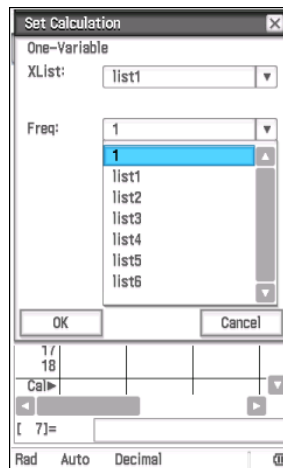 Set Calculation
One-Variable
XList: list1
Freq: 1
1
list1
list2
list3
list4
list5
list6
OK Cancel
17
18
Cal▶
[ 7]=
Rad Auto Decimal